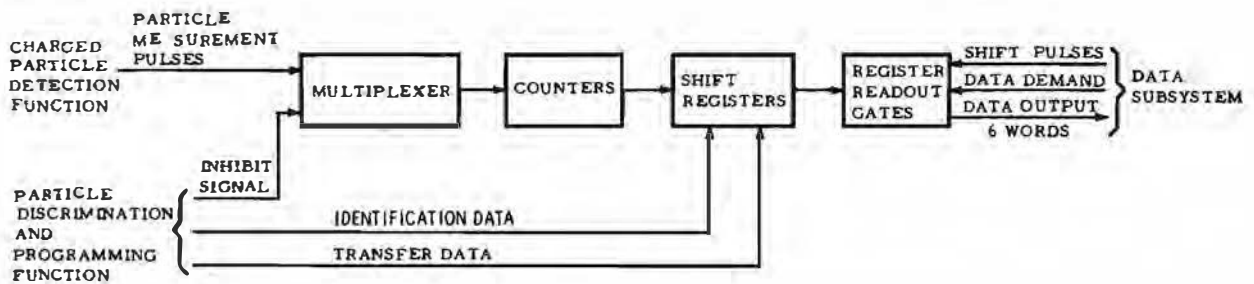 CHARGED
PARTICLE
DETECTION
FUNCTION
PARTICLE
ME SUREMENT
PULSES
MULTIPLEXER
COUNTERS
SHIFT
REGISTERS
REGISTER
READOUT
GATES
SHIFT PULSES
DATA DEMAND
DATA OUTPUT
6 WORDS
DATA
SUBSYSTEM
INHIBIT
SIGNAL
PARTICLE
DISCRIMINATION
AND
PROGRAMMING
FUNCTION
IDENTIFICATION DATA
TRANSFER DATA